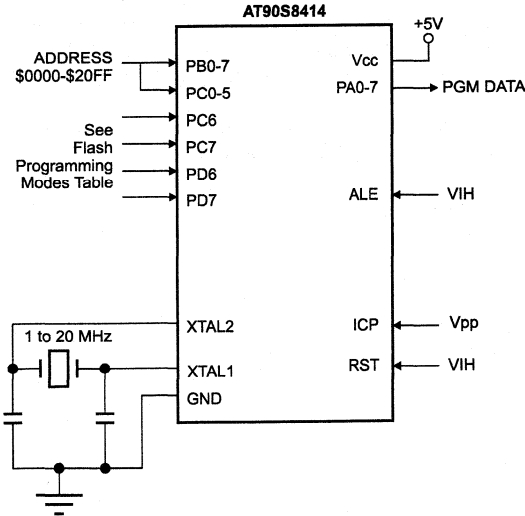 AT90S8414
+5V
ADDRESS
$0000-$20FF
PB0-7
PC0-5
PC6
PC7
PD6
PD7
See
Flash
Programming
Modes Table
Vcc
PA0-7
PGM DATA
ALE
VIH
XTAL2
1 to 20 MHz
XTAL1
GND
ICP
Vpp
RST
VIH